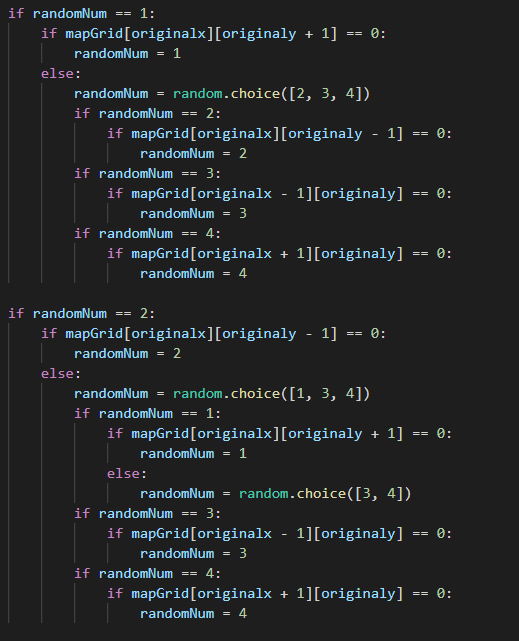 if randomNum == 1:
    if mapGrid[originalx][originaly + 1] == 0:
        randomNum = 1
    else:
        randomNum = random.choice([2, 3, 4])
        if randomNum == 2:
            if mapGrid[originalx][originaly - 1] == 0:
                randomNum = 2
        if randomNum == 3:
            if mapGrid[originalx - 1][originaly] == 0:
                randomNum = 3
        if randomNum == 4:
            if mapGrid[originalx + 1][originaly] == 0:
                randomNum = 4

if randomNum == 2:
    if mapGrid[originalx][originaly - 1] == 0:
        randomNum = 2
    else:
        randomNum = random.choice([1, 3, 4])
        if randomNum == 1:
            if mapGrid[originalx][originaly + 1] == 0:
                randomNum = 1
            else:
                randomNum = random.choice([3, 4])
        if randomNum == 3:
            if mapGrid[originalx - 1][originaly] == 0:
                randomNum = 3
        if randomNum == 4:
            if mapGrid[originalx + 1][originaly] == 0:
                randomNum = 4